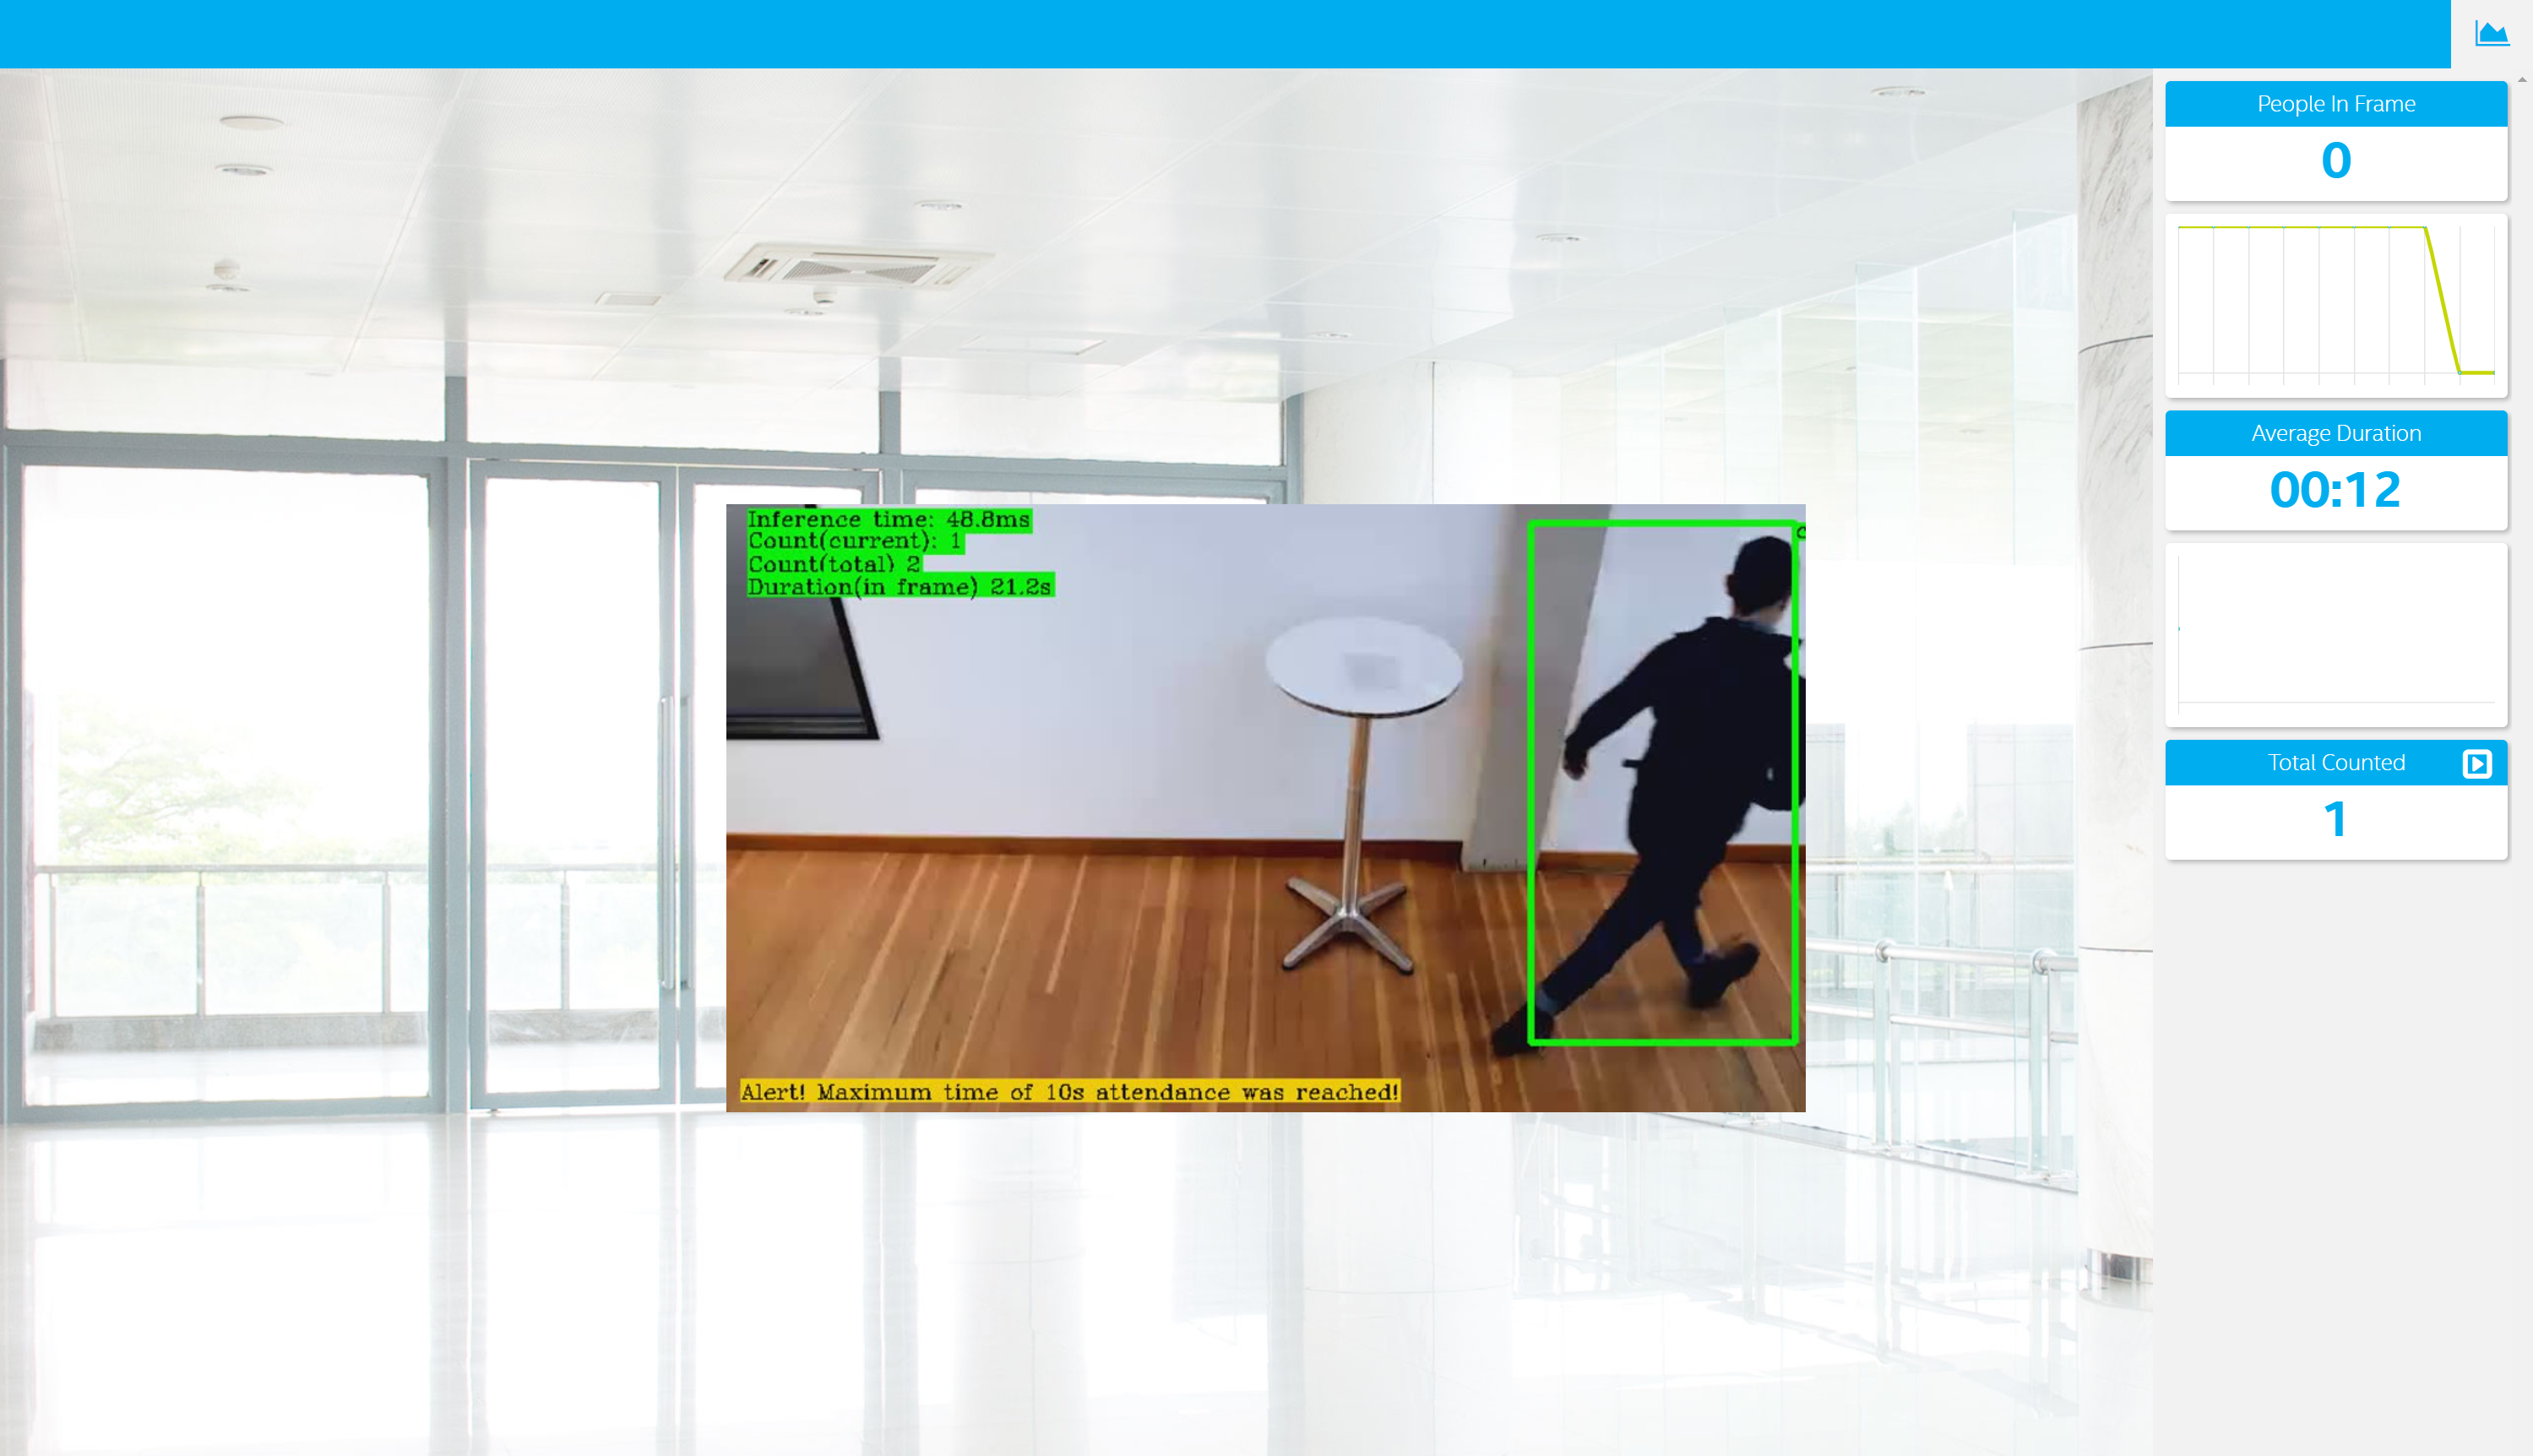 People In Frame
0
Average Duration
00:12
Total Counted
1
Inference time: 48.8ms
Count(current): 1
Count(total) 2
Duration(in frame) 21.2s
Alert! Maximum time of 10s attendance was reached!